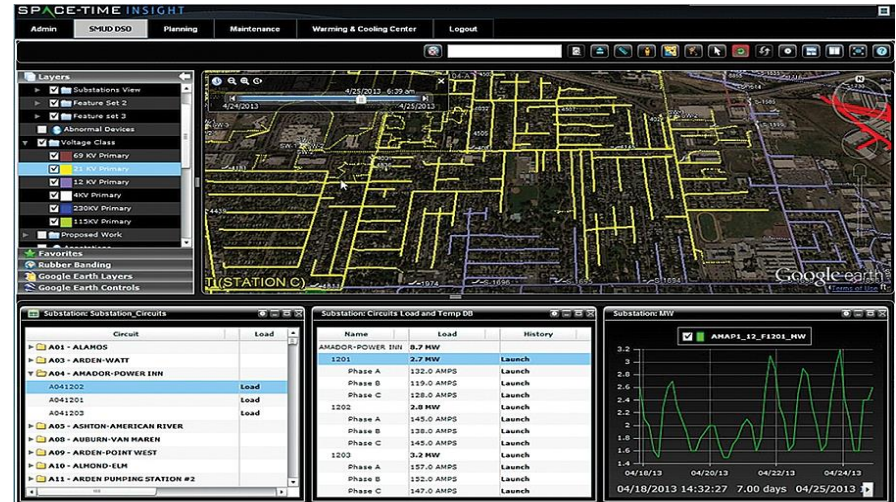 SPACE-TIME INSIGHT
Admin SMUD DSO Planning Maintenance Warming & Cooling Center Logout
Layers
Substations View
Feature Set 2
Feature set 3
Abnormal Devices
Voltage Class
69 KV Primary
21 KV Primary
12 KV Primary
4KV Primary
230KV Primary
115KV Primary
Proposed Work
Favorites
Rubber Banding
Google Earth Layers
Google Earth Controls
4/25/2013 6:39 am
4/24/2013 4/25/2013
104-A
T(STATION C)
1974
S-1696
S-1694
Google earth
Terms of Use
Substation: Substation_Circuits
Circuit Load
A01 - ALAMOS
A03 - ARDEN-WATT
A04 - AMADOR-POWER INN
A041202 Load
A041201 Load
A041203 Load
A05 - ASHTON-AMERICAN RIVER
A08 - AUBURN-VAN MAREN
A09 - ARDEN-POINT WEST
A10 - ALMOND-ELM
A11 - ARDEN PUMPING STATION #2
Substation: Circuits Load and Temp DB
Name Load History
AMADOR-POWER INN 8.7 MW
1201 2.7 MW Launch
Phase A 132.0 AMPS Launch
Phase B 119.0 AMPS Launch
Phase C 128.0 AMPS Launch
1202 2.8 MW Launch
Phase A 145.0 AMPS Launch
Phase B 138.0 AMPS Launch
Phase C 145.0 AMPS Launch
1203 3.2 MW Launch
Phase A 157.0 AMPS Launch
Phase B 152.0 AMPS Launch
Phase C 147.0 AMPS Launch
Substation: MW
AMAP1_12_F1201_MW
3.2
3
2.8
2.6
2.4
2.2
2
1.8
1.6
1.4
04/18/13 04/20/13 04/22/13 04/24/13
04/18/2013 14:32:27 7.00 days 04/25/2013